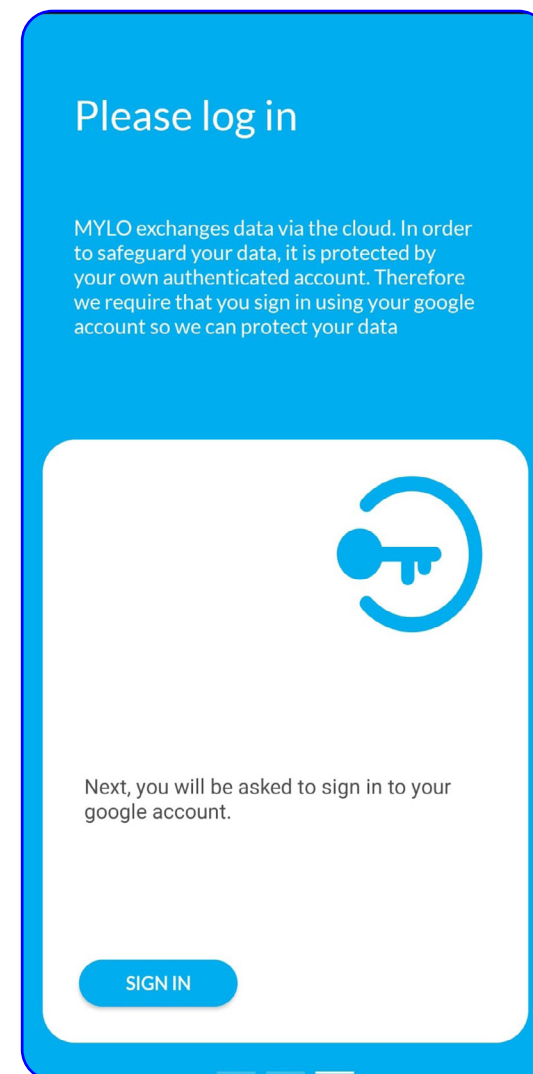 Please log in
MYLO exchanges data via the cloud. In order
to safeguard your data, it is protected by
your own authenticated account. Therefore
we require that you sign in using your google
account so we can protect your data
Next, you will be asked to sign in to your
google account.
SIGN IN